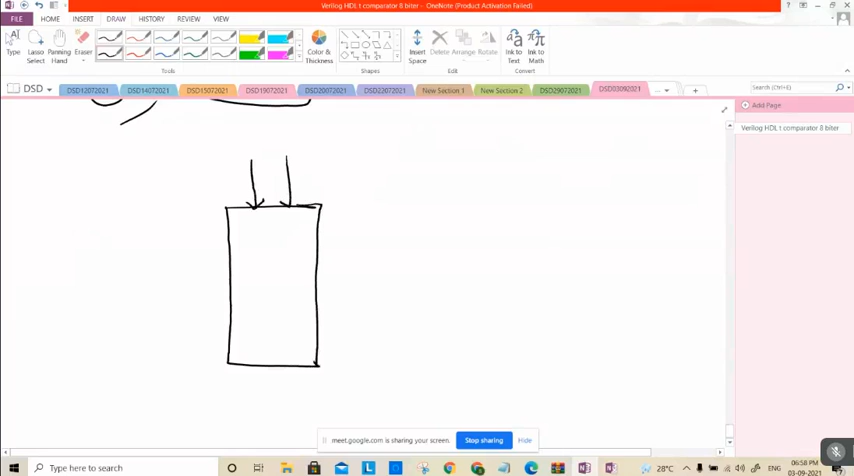 Verilog HDL t comparator 8 biter - OneNote (Product Activation Failed)
FILE HOME INSERT DRAW HISTORY REVIEW VIEW
Type Lasso Select Panning Hand Eraser Color & Thickness Insert Space Delete Arrange Rotate Ink to Text Ink to Math
Tools Shapes Edit Convert
DSD DSD12072021 DSD14072021 DSD15072021 DSD19072021 DSD20072021 DSD22072021 New Section 1 New Section 2 DSD29072021 DSD03092021 ... + Search (Ctrl+E)
Add Page
Verilog HDL t comparator 8 biter
meet.google.com is sharing your screen. Stop sharing Hide
Type here to search 28°C ENG 06:58 PM 03-09-2021